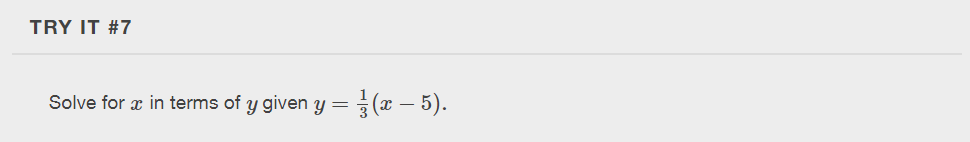 TRY IT #7
Solve for x in terms of y given y = 1/3 (x − 5).